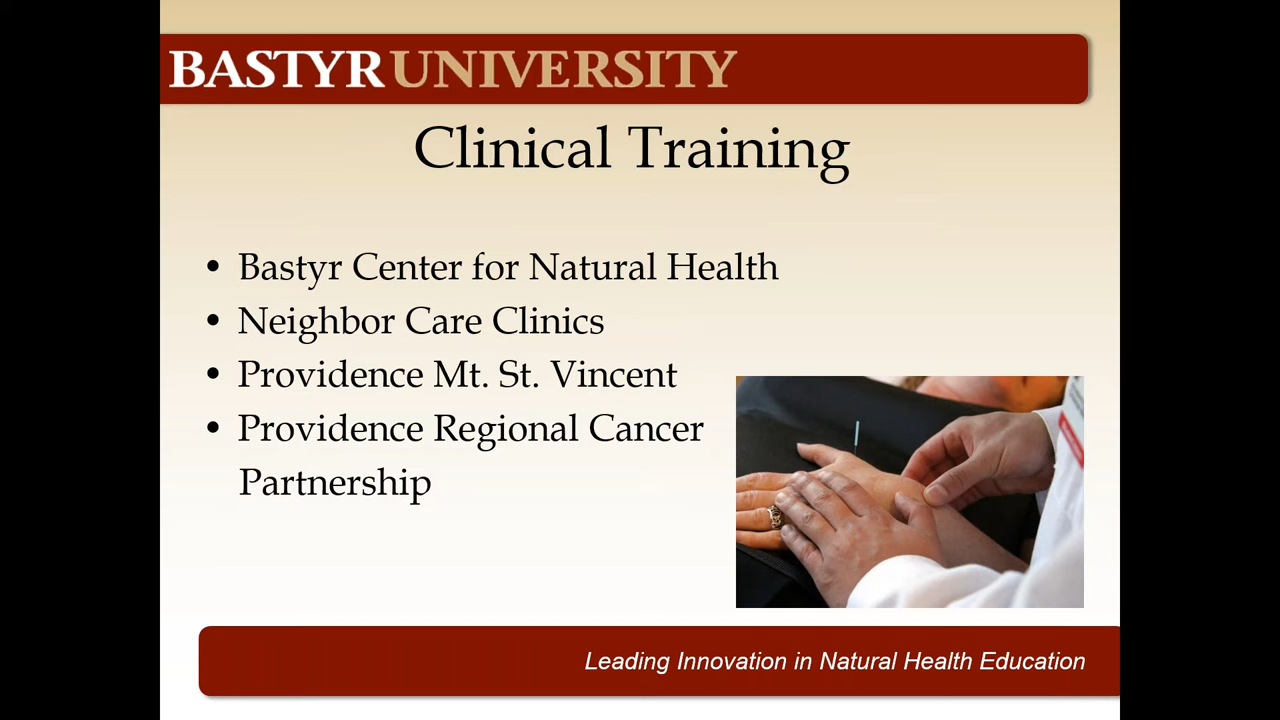 BASTYR UNIVERSITY
Clinical Training
• Bastyr Center for Natural Health
• Neighbor Care Clinics
• Providence Mt. St. Vincent
• Providence Regional Cancer
Partnership
Leading Innovation in Natural Health Education